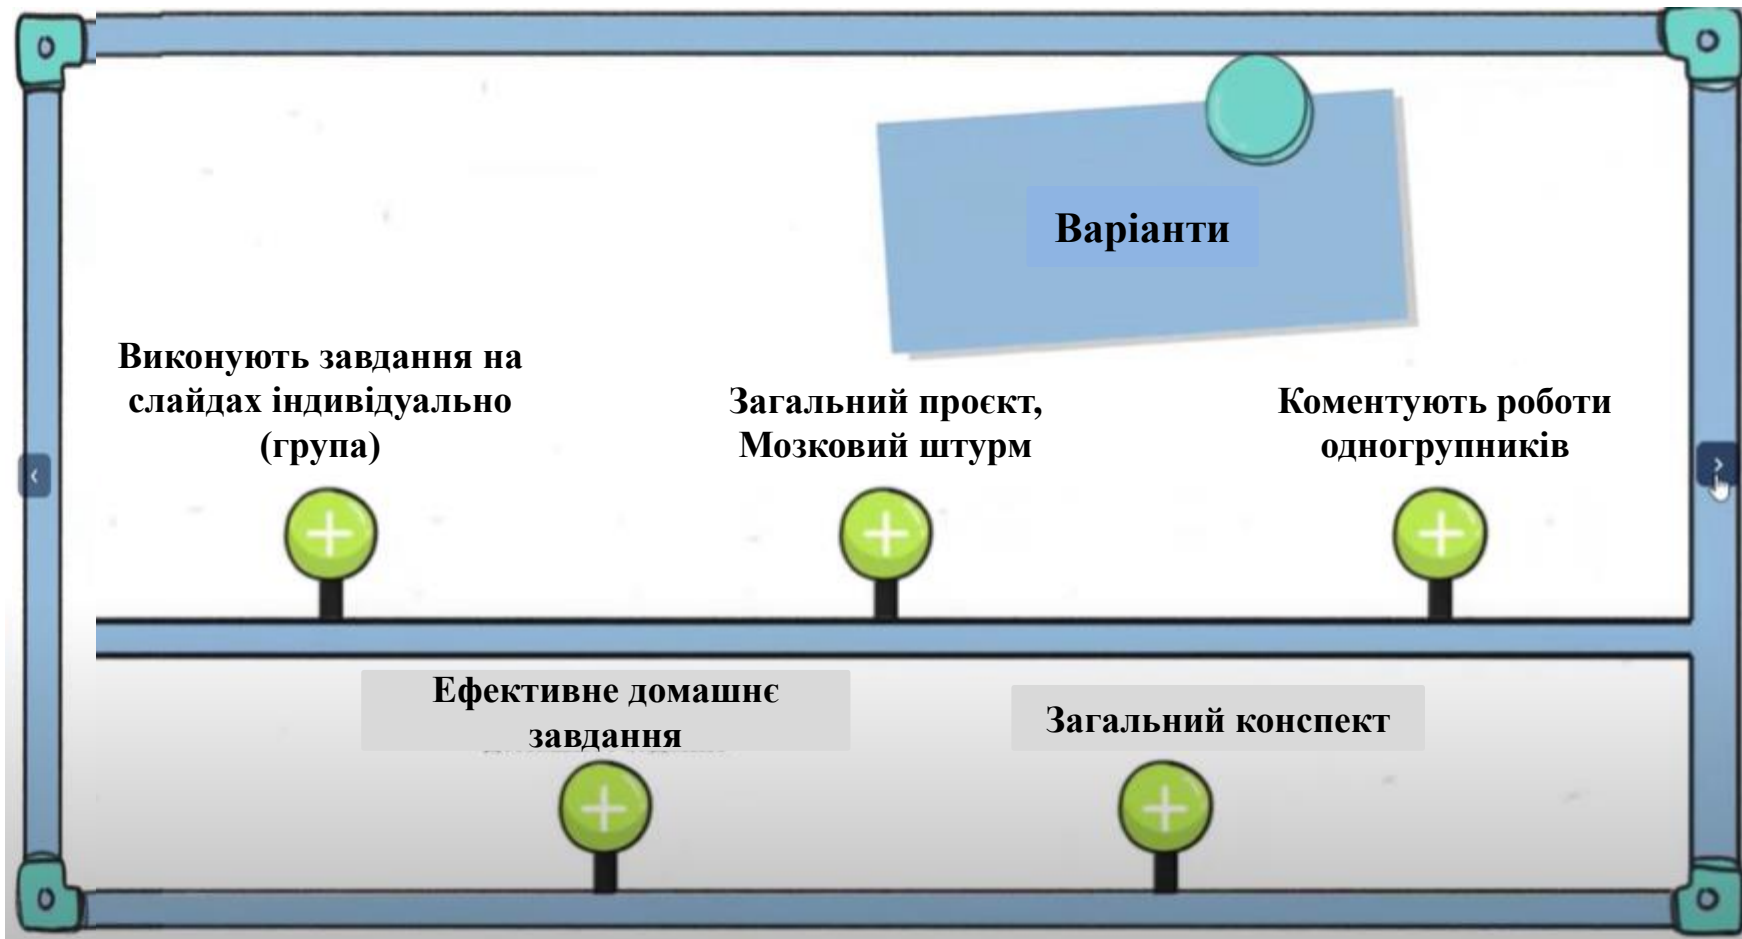 Варіанти
Виконують завдання на
слайдах індивідуально
(група)
Загальний проєкт,
Мозковий штурм
Коментують роботи
одногрупників
Ефективне домашнє
завдання
Загальний конспект